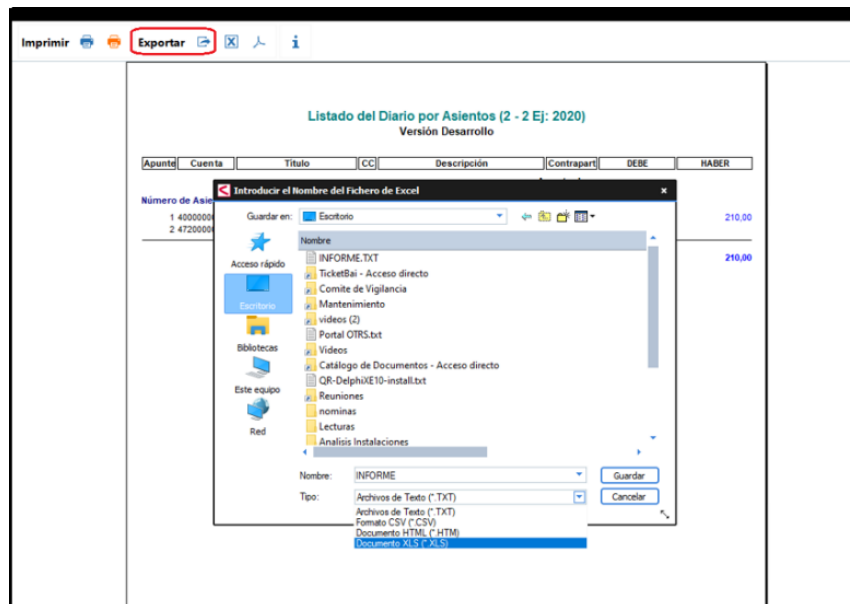 Imprimir Exportar
Listado del Diario por Asientos (2 - 2 Ej: 2020)
Versión Desarrollo
Apunte Cuenta Título CC Descripción Contrapart DEBE HABER
Introducir el Nombre del Fichero de Excel
Número de Asie
1 4000000 210,00
2 4720000
210,00
Guardar en: Escritorio
Nombre
Acceso rápido
Escritorio
Bibliotecas
Este equipo
Red
INFORME.TXT
TicketBai - Acceso directo
Comite de Vigilancia
Mantenimiento
videos (2)
Portal OTRS.txt
Videos
Catálogo de Documentos - Acceso directo
QR-DelphiXE10-install.txt
Reuniones
nominas
Lecturas
Analisis Instalaciones
Nombre: INFORME Guardar
Tipo: Archivos de Texto (*.TXT) Cancelar
Archivos de Texto (*.TXT)
Formato CSV (*.CSV)
Documento HTML (*.HTM)
Documento XLS (*.XLS)